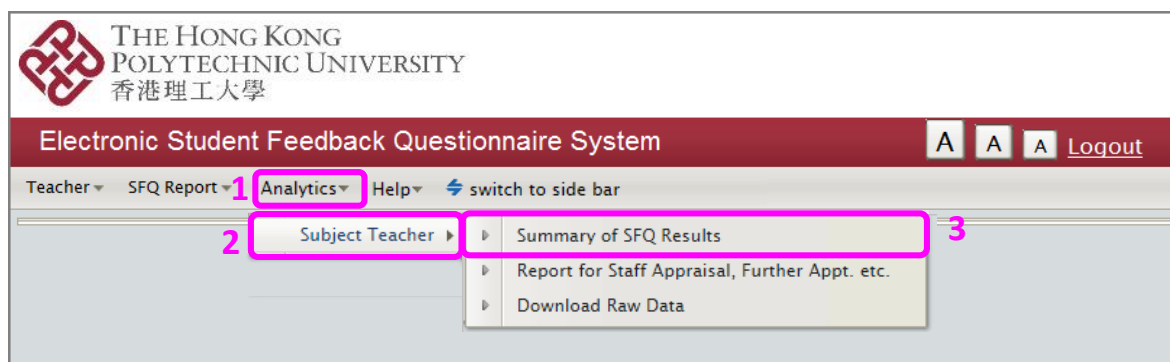 THE HONG KONG
POLYTECHNIC UNIVERSITY
香港理工大學
Electronic Student Feedback Questionnaire System
A A A Logout
Teacher SFQ Report 1 Analytics Help switch to side bar
2 Subject Teacher Summary of SFQ Results 3
Report for Staff Appraisal, Further Appt. etc.
Download Raw Data